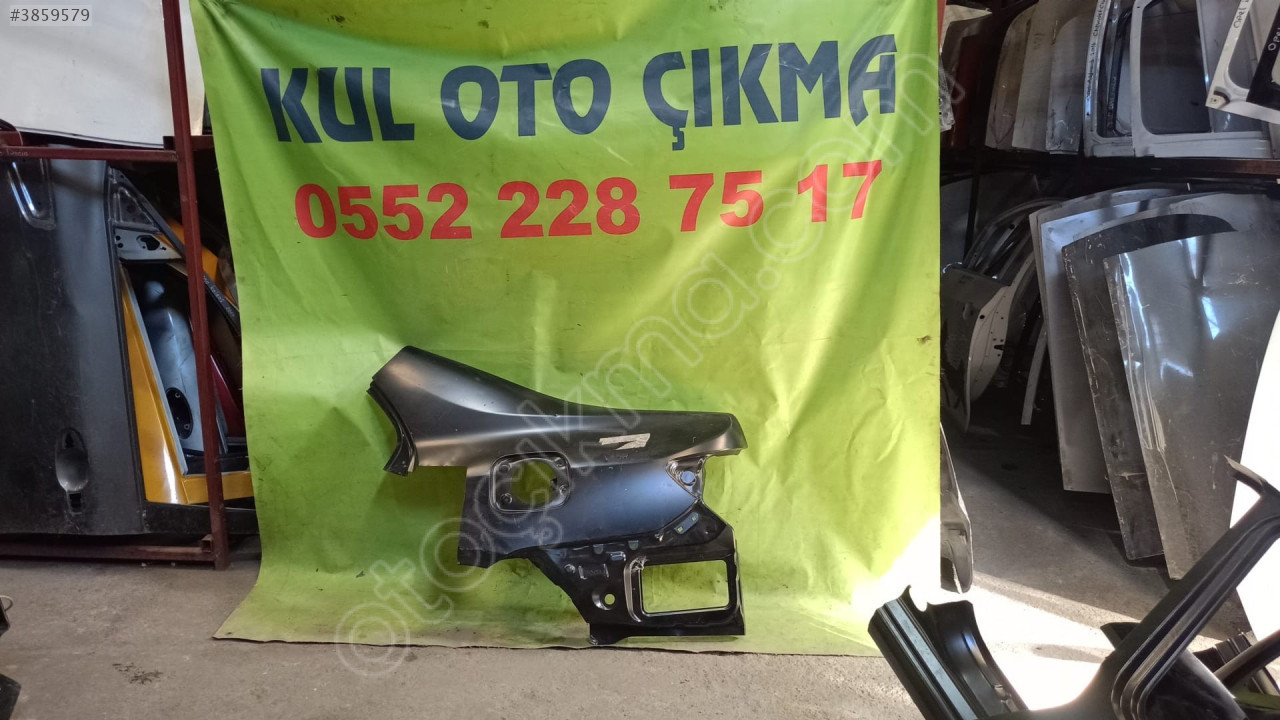 #3859579
KUL OTO ÇIKMA
0552 228 75 17
otoçıkma.com